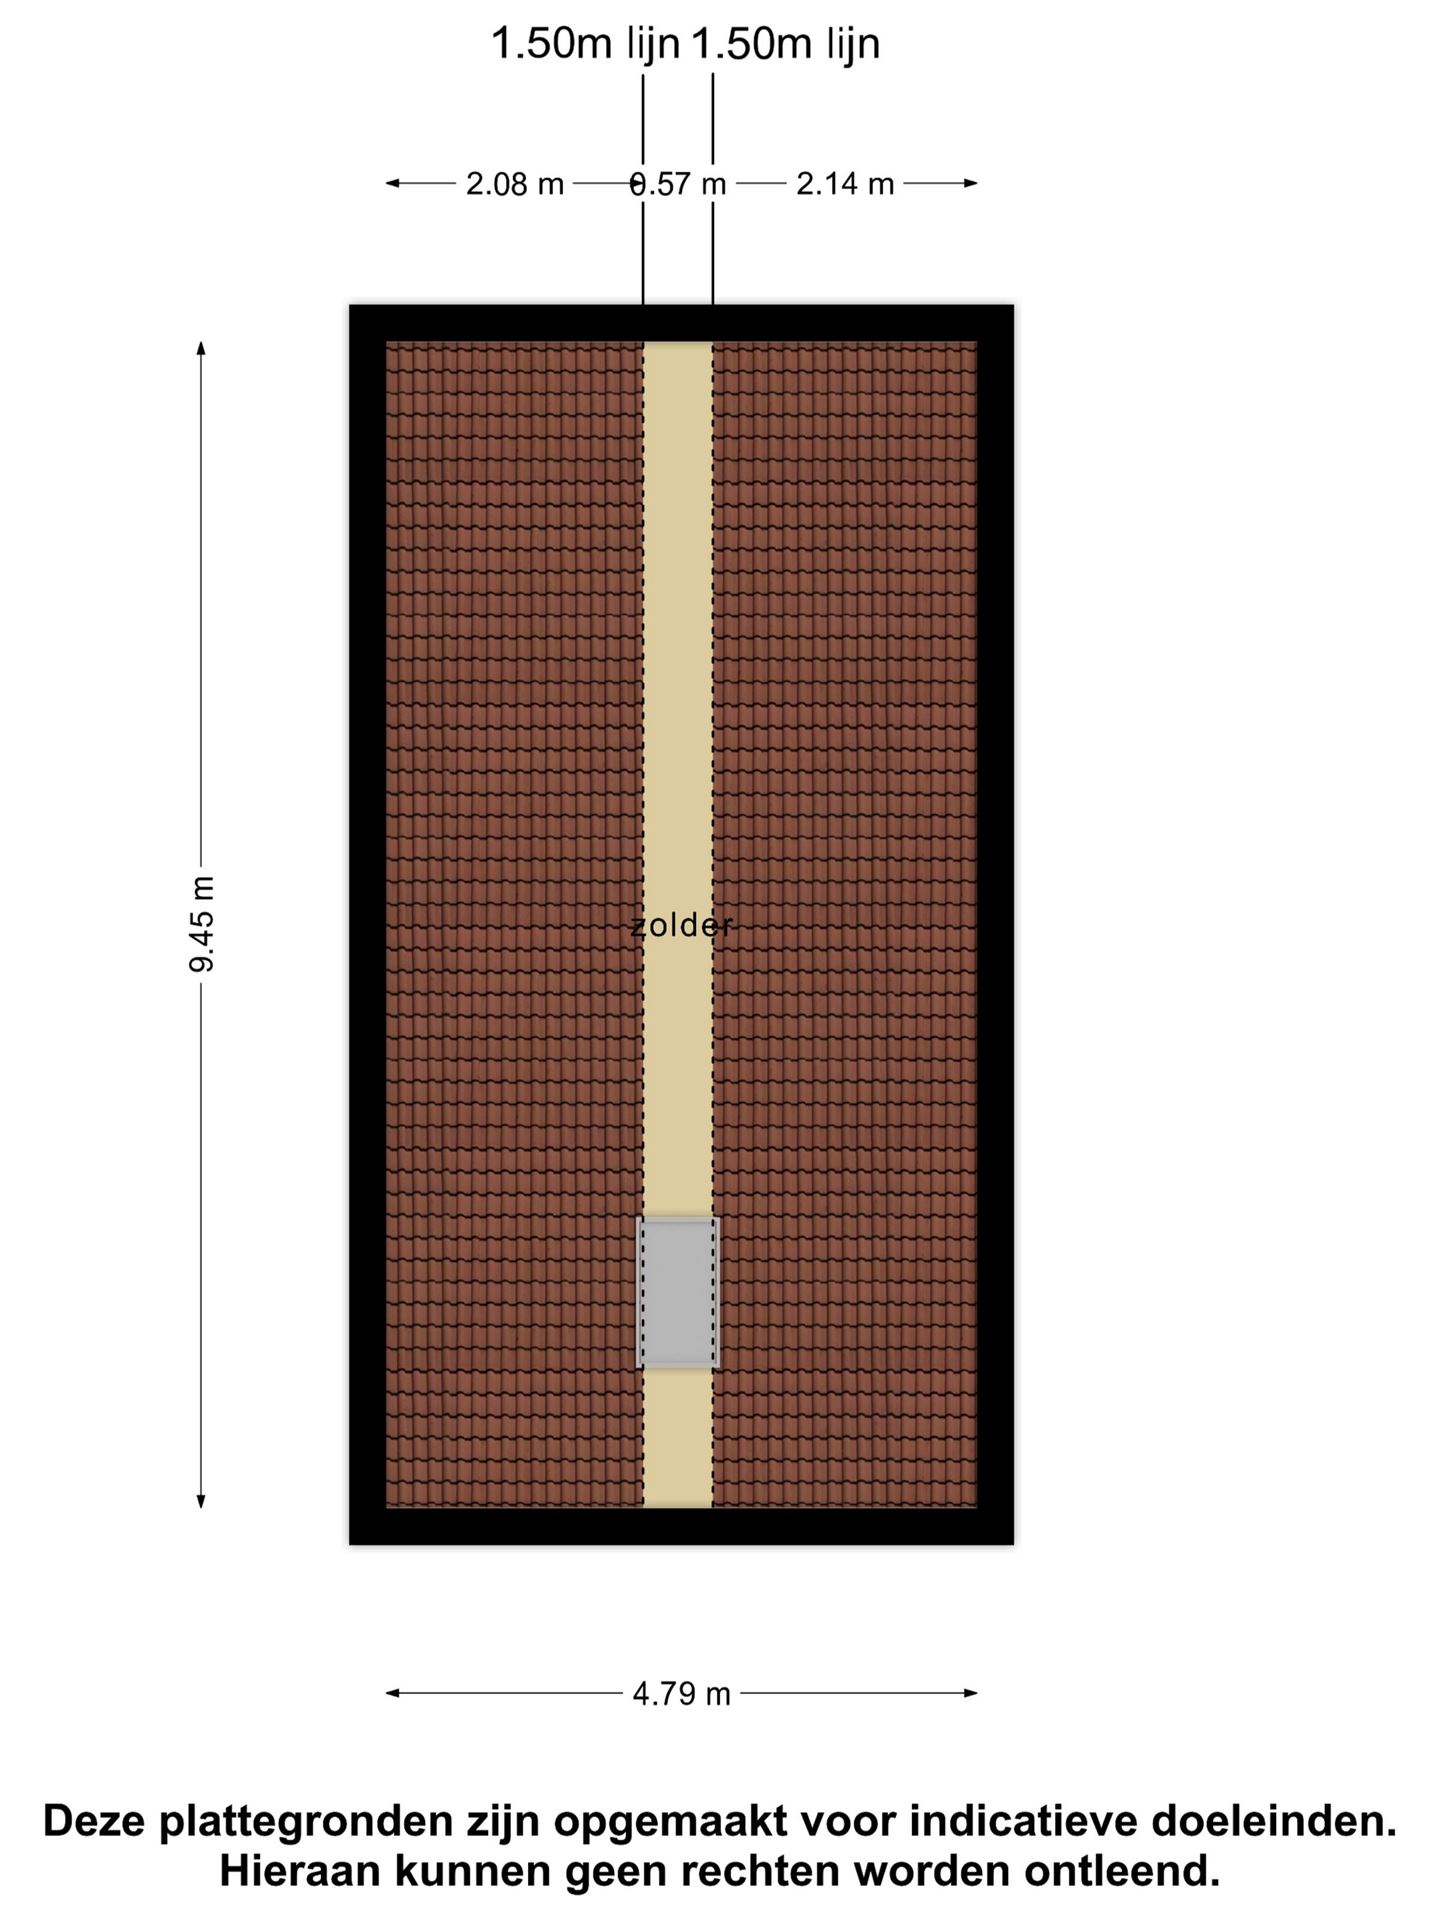 1.50m lijn 1.50m lijn
2.08 m 0.57 m 2.14 m
9.45 m
zolder
4.79 m
Deze plattegronden zijn opgemaakt voor indicatieve doeleinden.
Hieraan kunnen geen rechten worden ontleend.